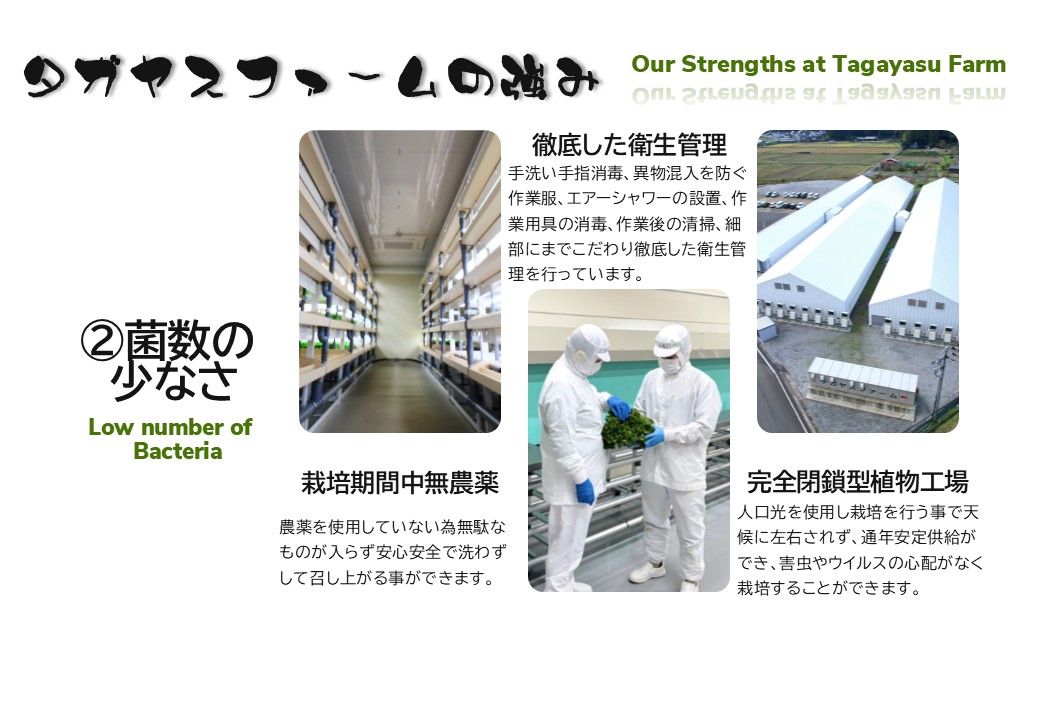 タガヤスファームの強み
Our Strengths at Tagayasu Farm
②菌数の
少なさ
Low number of
Bacteria
栽培期間中無農薬
農薬を使用していない為無駄な
ものが入らず安心安全で洗わず
して召し上がる事ができます。
徹底した衛生管理
手洗い手指消毒、異物混入を防ぐ
作業服、エアーシャワーの設置、作
業用具の消毒、作業後の清掃、細
部にまでこだわり徹底した衛生管
理を行っています。
タガヤスファーム
完全閉鎖型植物工場
人口光を使用し栽培を行う事で天
候に左右されず、通年安定供給が
でき、害虫やウイルスの心配がなく
栽培することができます。